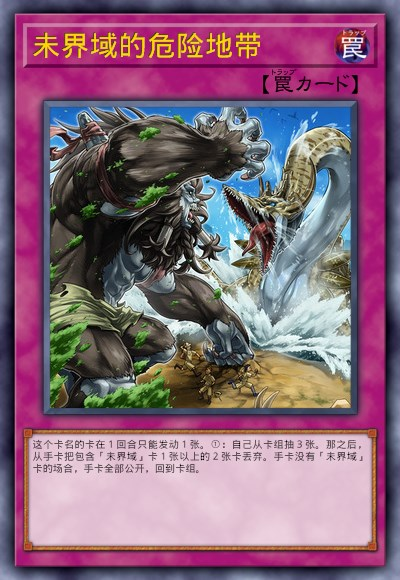 未界域的危险地带
トラップ
罠
トラップ
【罠カード】
这个卡名的卡在1回合只能发动1张。①：自己从卡组抽3张。那之后，
从手卡把包含「未界域」卡1张以上的2张卡丢弃。手卡没有「未界域」
卡的场合，手卡全部公开，回到卡组。